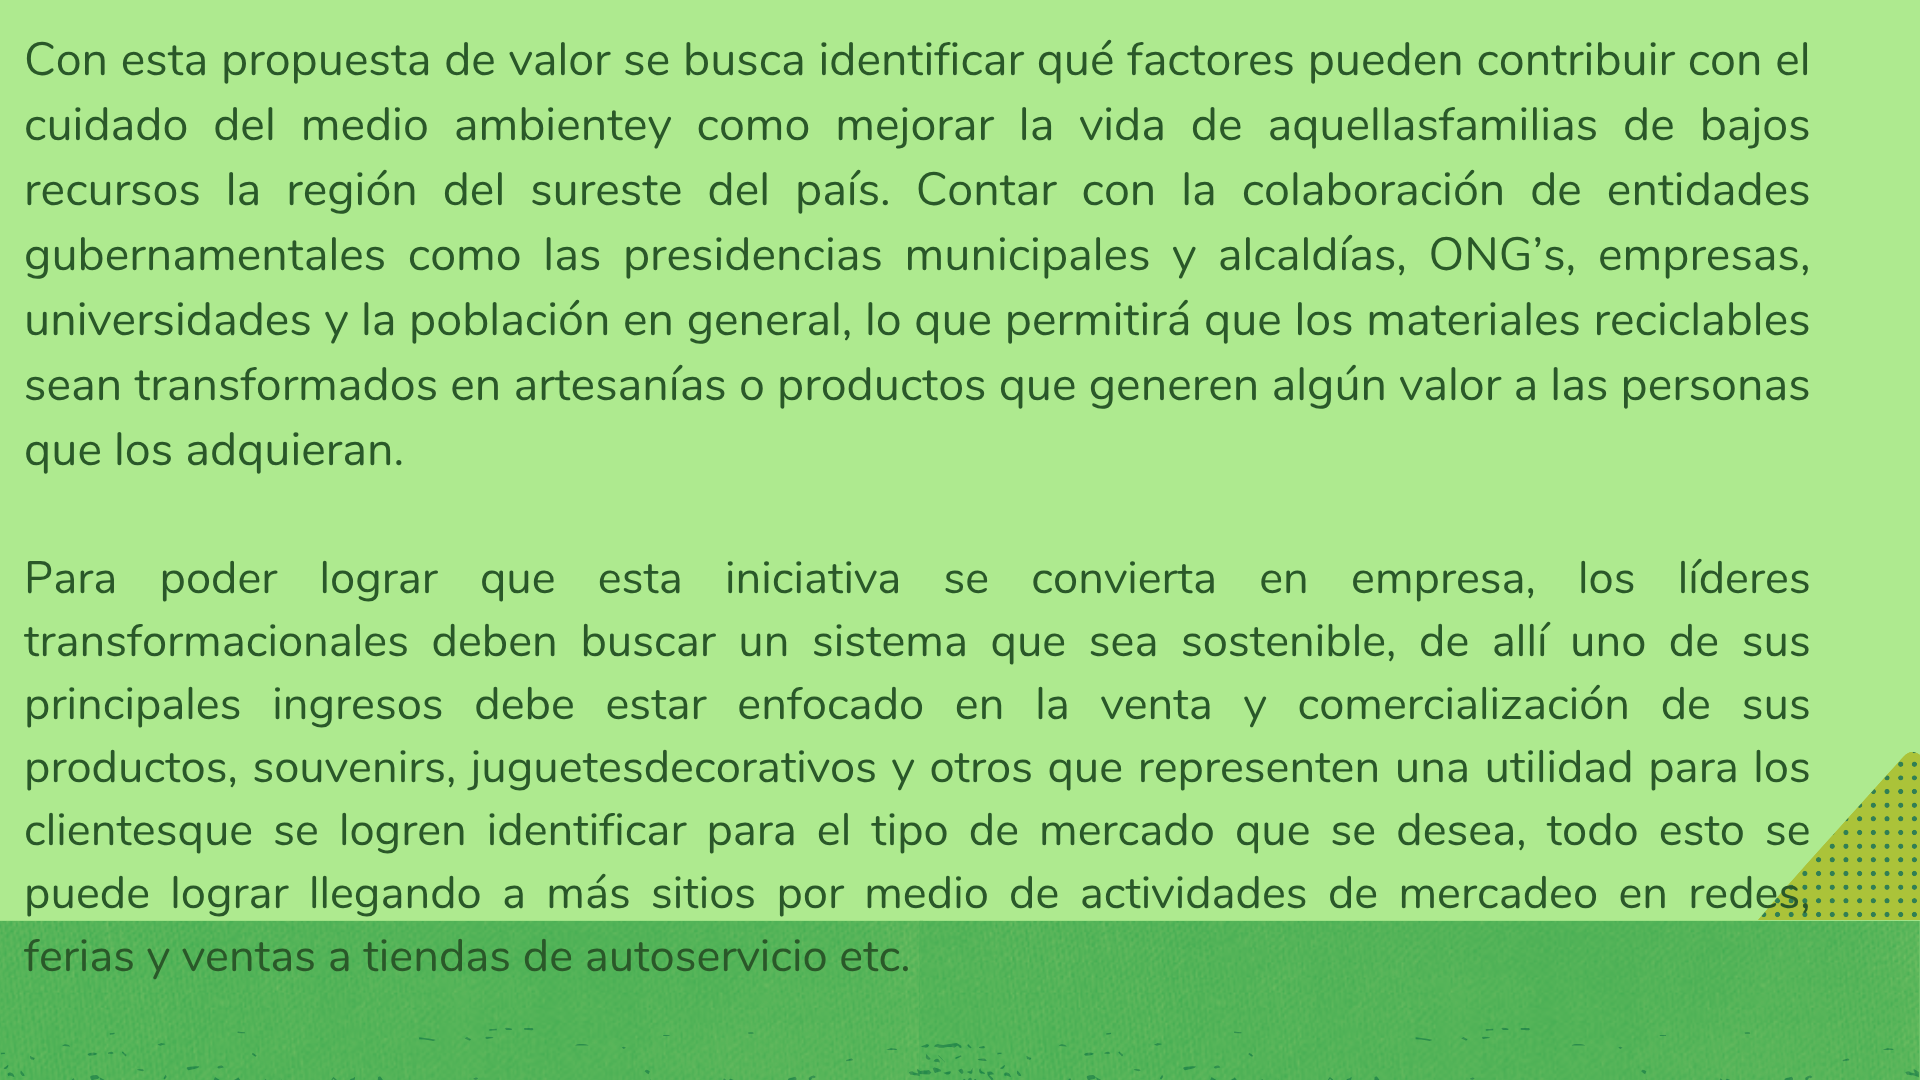 Con esta propuesta de valor se busca identificar qué factores pueden contribuir con el
cuidado del medio ambientey como mejorar la vida de aquellasfamilias de bajos
recursos la región del sureste del país. Contar con la colaboración de entidades
gubernamentales como las presidencias municipales y alcaldías, ONG’s, empresas,
universidades y la población en general, lo que permitirá que los materiales reciclables
sean transformados en artesanías o productos que generen algún valor a las personas
que los adquieran.
Para poder lograr que esta iniciativa se convierta en empresa, los líderes
transformacionales deben buscar un sistema que sea sostenible, de allí uno de sus
principales ingresos debe estar enfocado en la venta y comercialización de sus
productos, souvenirs, juguetesdecorativos y otros que representen una utilidad para los
clientesque se logren identificar para el tipo de mercado que se desea, todo esto se
puede lograr llegando a más sitios por medio de actividades de mercadeo en redes,
ferias y ventas a tiendas de autoservicio etc.